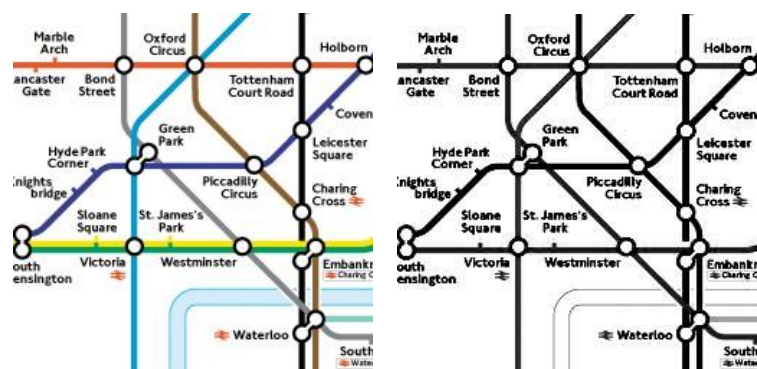 Marble
Arch
Oxford
Circus
Holborn
ancaster
Gate
Bond
Street
Tottenham
Court Road
Coven
Green
Park
Leicester
Square
Hyde Park
Corner
nights
bridge
Piccadilly
Circus
Charing
Cross
Sloane
Square
St. James's
Park
outh
ensington
Victoria
Westminster
Embankm
Charing C
Waterloo
South
Water
Marble
Arch
Oxford
Circus
Holborn
ancaster
Gate
Bond
Street
Tottenham
Court Road
Coven
Green
Park
Leicester
Square
Hyde Park
Corner
nights
bridge
Piccadilly
Circus
Charing
Cross
Sloane
Square
St. James's
Park
outh
ensington
Victoria
Westminster
Embankm
Charing C
Waterloo
South
Water